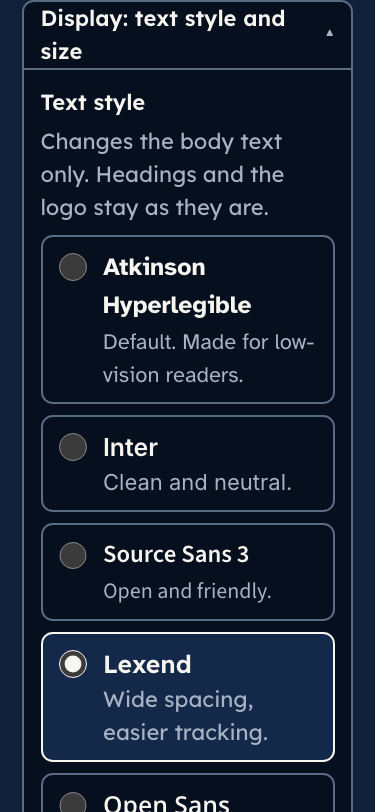 Display: text style and
size
▲
Text style
Changes the body text
only. Headings and the
logo stay as they are.
Atkinson
Hyperlegible
Default. Made for low-
vision readers.
Inter
Clean and neutral.
Source Sans 3
Open and friendly.
Lexend
Wide spacing,
easier tracking.
Open Sans